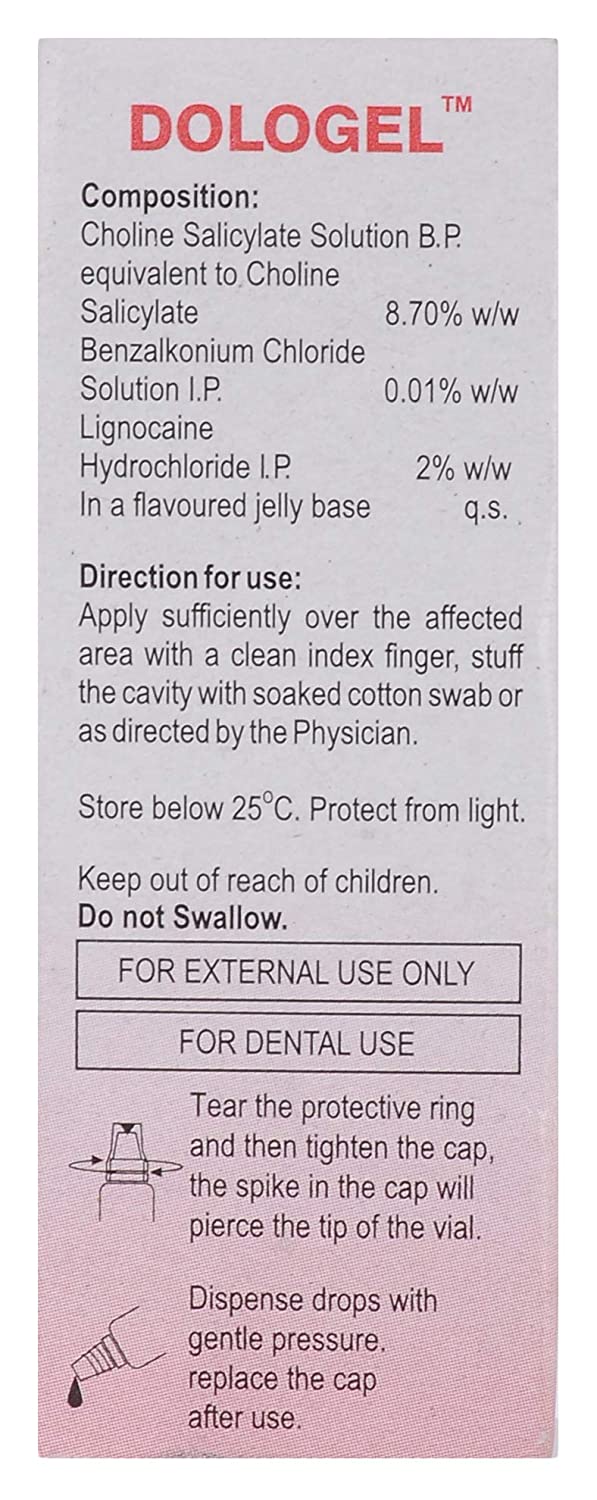 DOLOGEL™
Composition:
Choline Salicylate Solution B.P.
equivalent to Choline
Salicylate 8.70% w/w
Benzalkonium Chloride
Solution I.P. 0.01% w/w
Lignocaine
Hydrochloride I.P. 2% w/w
In a flavoured jelly base q.s.
Direction for use:
Apply sufficiently over the affected
area with a clean index finger, stuff
the cavity with soaked cotton swab or
as directed by the Physician.
Store below 25°C. Protect from light.
Keep out of reach of children.
Do not Swallow.
FOR EXTERNAL USE ONLY
FOR DENTAL USE
Tear the protective ring
and then tighten the cap,
the spike in the cap will
pierce the tip of the vial.
Dispense drops with
gentle pressure.
replace the cap
after use.